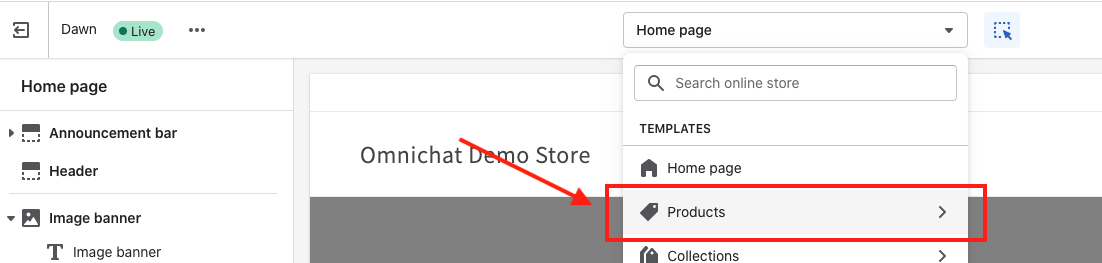 Dawn
Live
Home page
Home page
Announcement bar
Header
Image banner
Image banner
Omnichat Demo Store
Search online store
TEMPLATES
Home page
Products
Collections